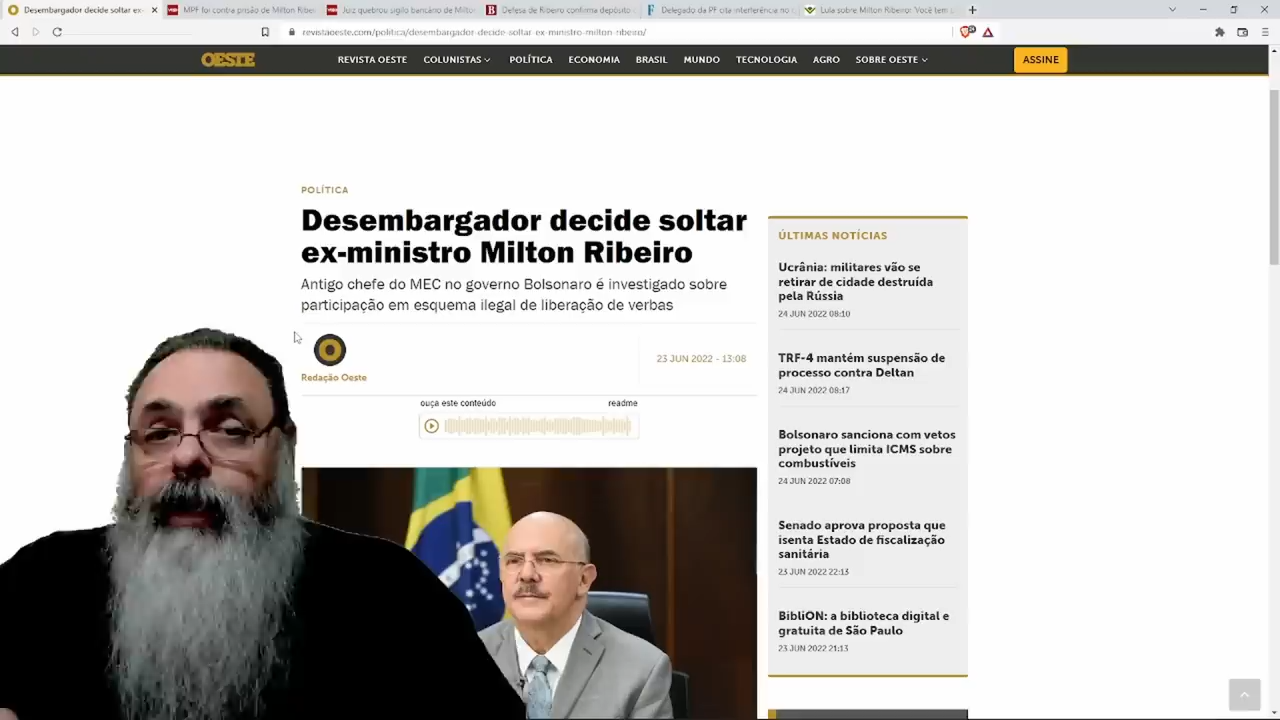 Desembargador decide soltar ex-
MPF foi contra prisão de Milton Ribei
Juiz quebrou sigilo bancário de Milton
Defesa de Ribeiro confirma depósito
Delegado da PF cita interferência no
Lula sobre Milton Ribeiro: 'Você tem
revistaoeste.com/politica/desembargador-decide-soltar-ex-ministro-milton-ribeiro/
OESTE
REVISTA OESTE
COLUNISTAS
POLÍTICA
ECONOMIA
BRASIL
MUNDO
TECNOLOGIA
AGRO
SOBRE OESTE
ASSINE
POLÍTICA
Desembargador decide soltar
ex-ministro Milton Ribeiro
Antigo chefe do MEC no governo Bolsonaro é investigado sobre
participação em esquema ilegal de liberação de verbas
Redação Oeste
23 JUN 2022 - 13:08
ouça este conteúdo
readme
ÚLTIMAS NOTÍCIAS
Ucrânia: militares vão se
retirar de cidade destruída
pela Rússia
24 JUN 2022 08:10
TRF-4 mantém suspensão de
processo contra Deltan
24 JUN 2022 08:17
Bolsonaro sanciona com vetos
projeto que limita ICMS sobre
combustíveis
24 JUN 2022 07:08
Senado aprova proposta que
isenta Estado de fiscalização
sanitária
23 JUN 2022 22:13
BibliON: a biblioteca digital e
gratuita de São Paulo
23 JUN 2022 21:13